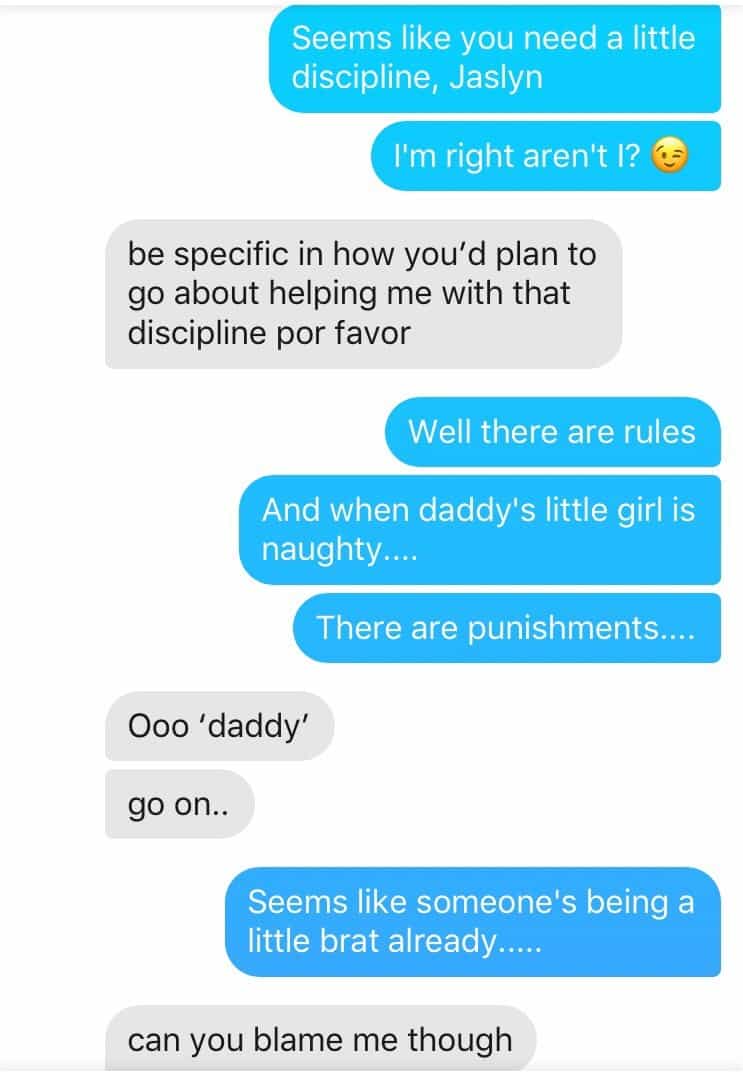 Seems like you need a little
discipline, Jaslyn
I'm right aren't I? 😉
be specific in how you’d plan to
go about helping me with that
discipline por favor
Well there are rules
And when daddy's little girl is
naughty....
There are punishments....
Ooo ‘daddy’
go on..
Seems like someone's being a
little brat already.....
can you blame me though